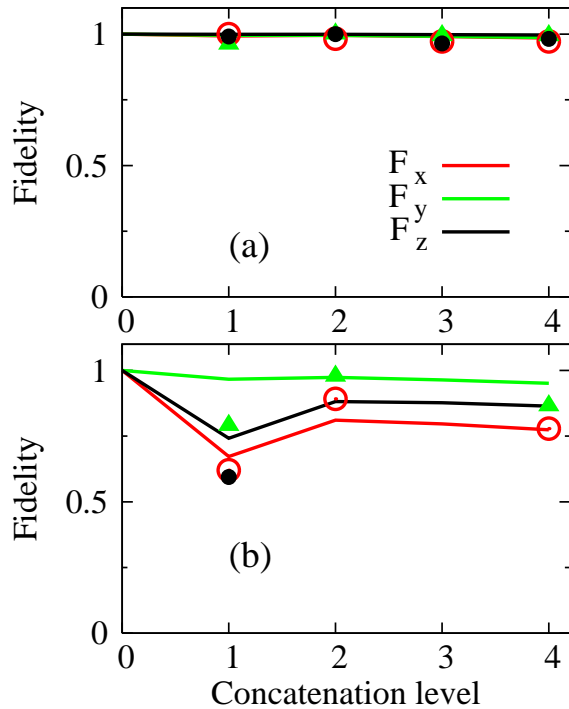 1
0.5
0
Fidelity
F x
F y
F z
(a)
0 1 2 3 4
1
0.5
0
Fidelity
(b)
0 1 2 3 4
Concatenation level